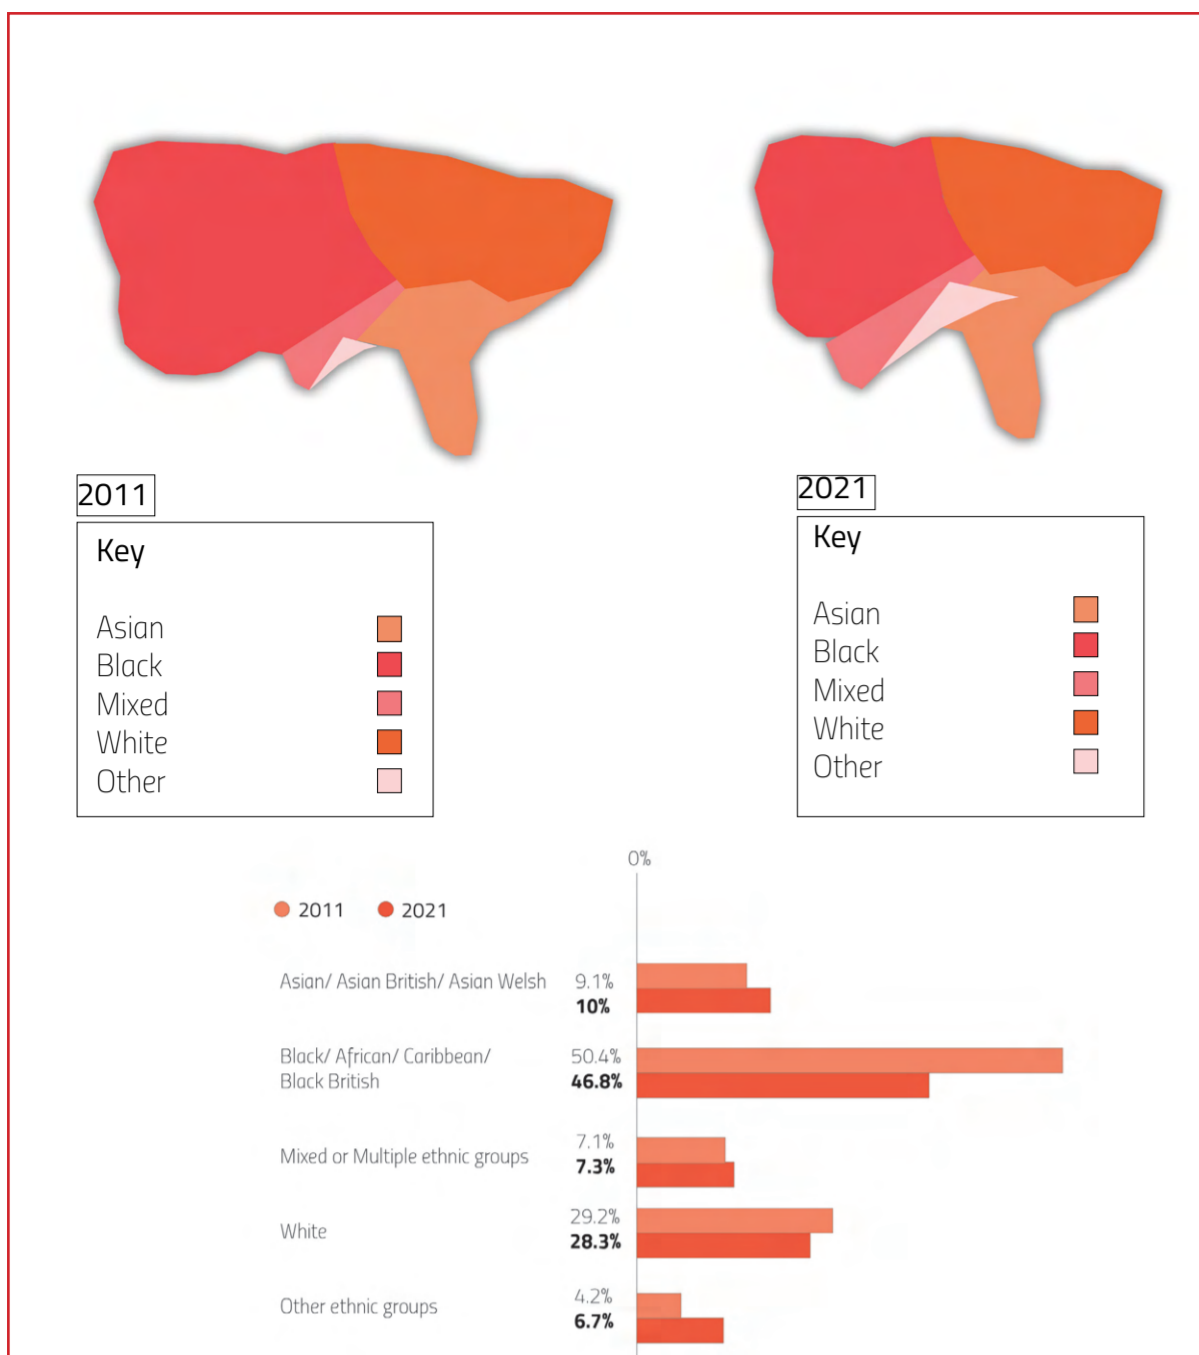 2011
Key
Asian
Black
Mixed
White
Other
2021
Key
Asian
Black
Mixed
White
Other
0%
2011
2021
Asian/ Asian British/ Asian Welsh
9.1%
10%
Black/ African/ Caribbean/
Black British
50.4%
46.8%
Mixed or Multiple ethnic groups
7.1%
7.3%
White
29.2%
28.3%
Other ethnic groups
4.2%
6.7%